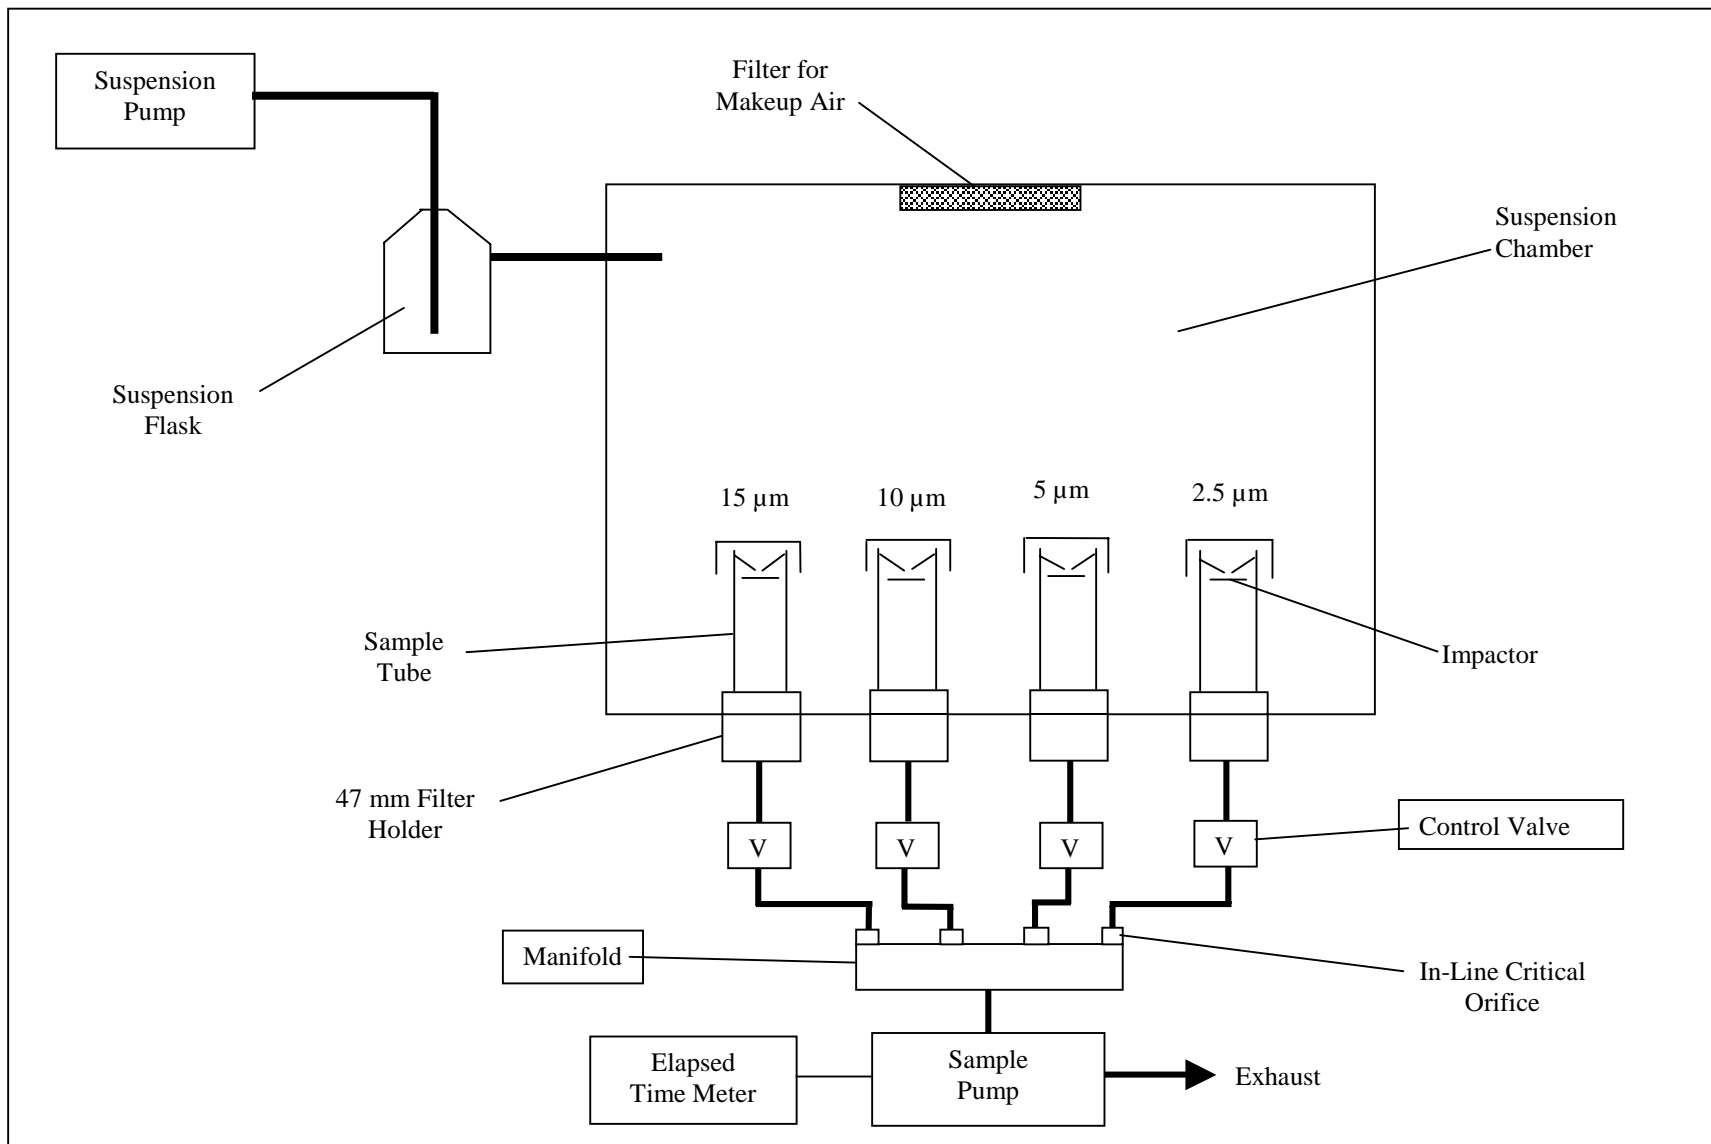 Suspension
Pump
Filter for
Makeup Air
Suspension
Chamber
Suspension
Flask
15 µm
10 µm
5 µm
2.5 µm
Sample
Tube
Impactor
47 mm Filter
Holder
V
V
V
V
Control Valve
Manifold
In-Line Critical
Orifice
Elapsed
Time Meter
Sample
Pump
Exhaust